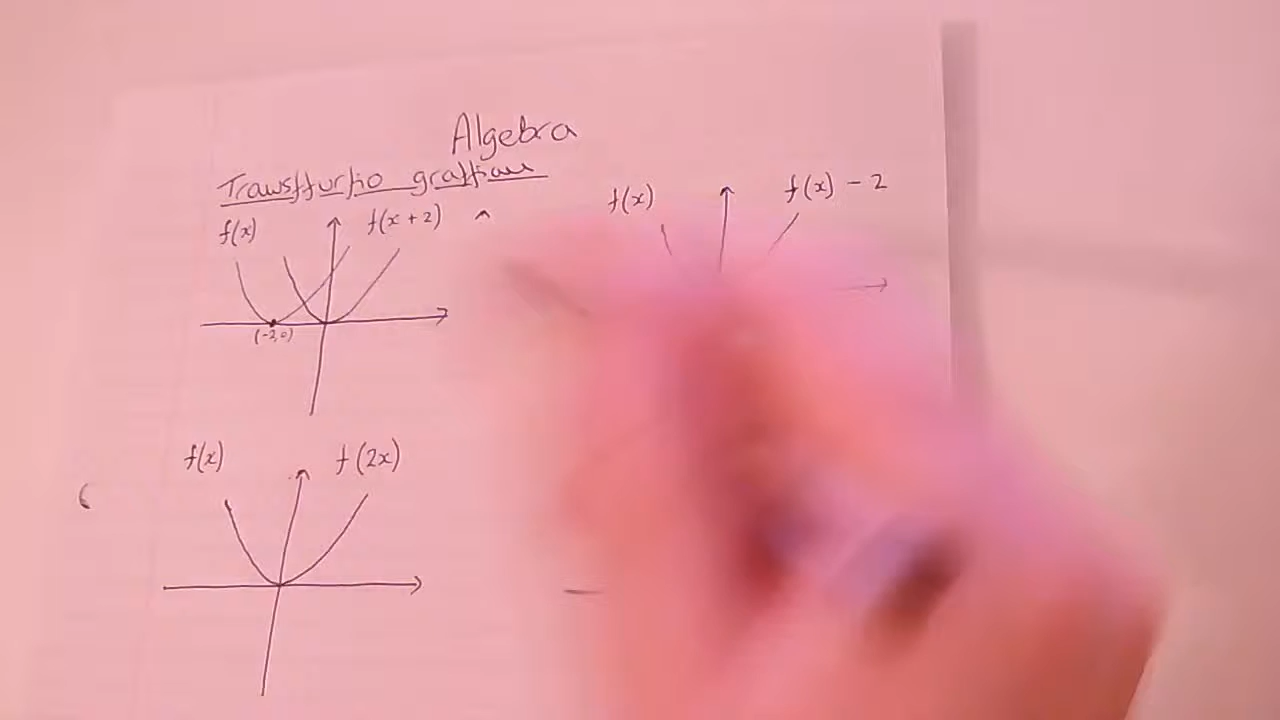 Algebra
f(x)
f(x + 2)
(-2,0)
f(x)
f(x) - 2
f(x)
f(2x)